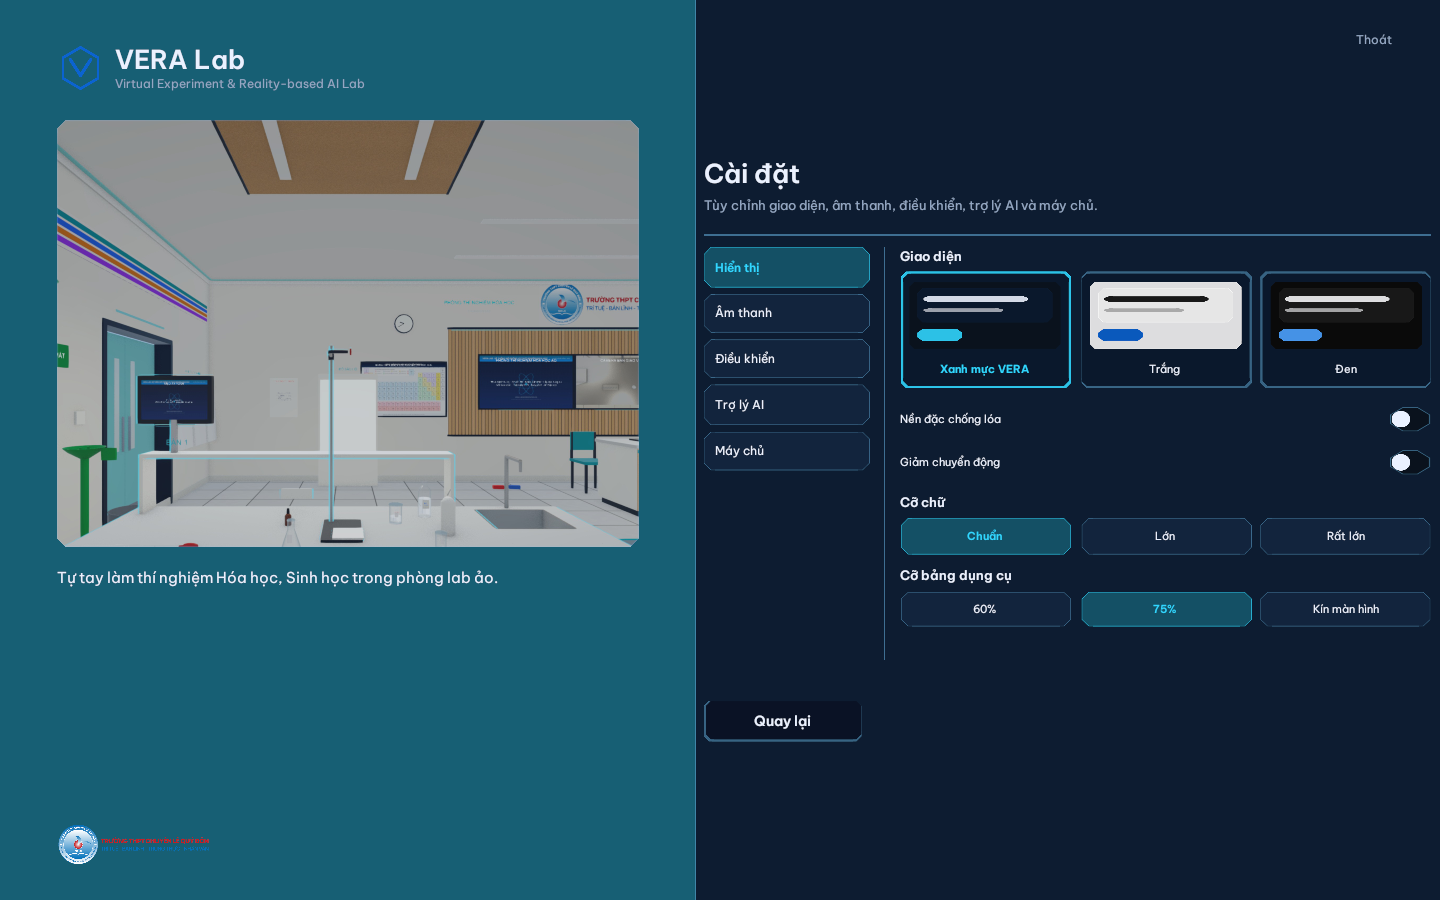 VERA Lab
Virtual Experiment & Reality-based AI Lab
TRƯỜNG THPT C
Tự tay làm thí nghiệm Hóa học, Sinh học trong phòng lab ảo.
Thoát
Cài đặt
Tùy chỉnh giao diện, âm thanh, điều khiển, trợ lý AI và máy chủ.
Hiển thị
Âm thanh
Điều khiển
Trợ lý AI
Máy chủ
Giao diện
Xanh mực VERA
Trắng
Đen
Nền đặc chống lóa
Giảm chuyển động
Cỡ chữ
Chuẩn
Lớn
Rất lớn
Cỡ bảng dụng cụ
60%
75%
Kín màn hình
Quay lại